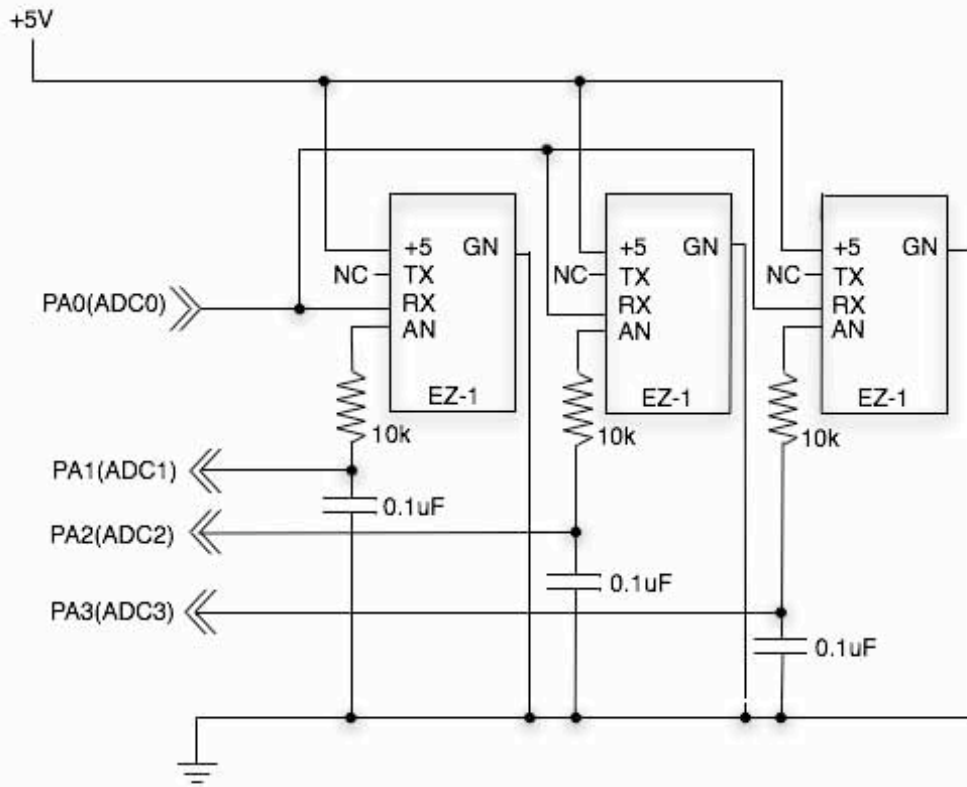 +5V
+5 GN
NC TX
RX
AN
EZ-1
+5 GN
NC TX
RX
AN
EZ-1
+5 GN
NC TX
RX
AN
EZ-1
PA0(ADC0)
10k
10k
10k
PA1(ADC1)
0.1uF
PA2(ADC2)
0.1uF
PA3(ADC3)
0.1uF